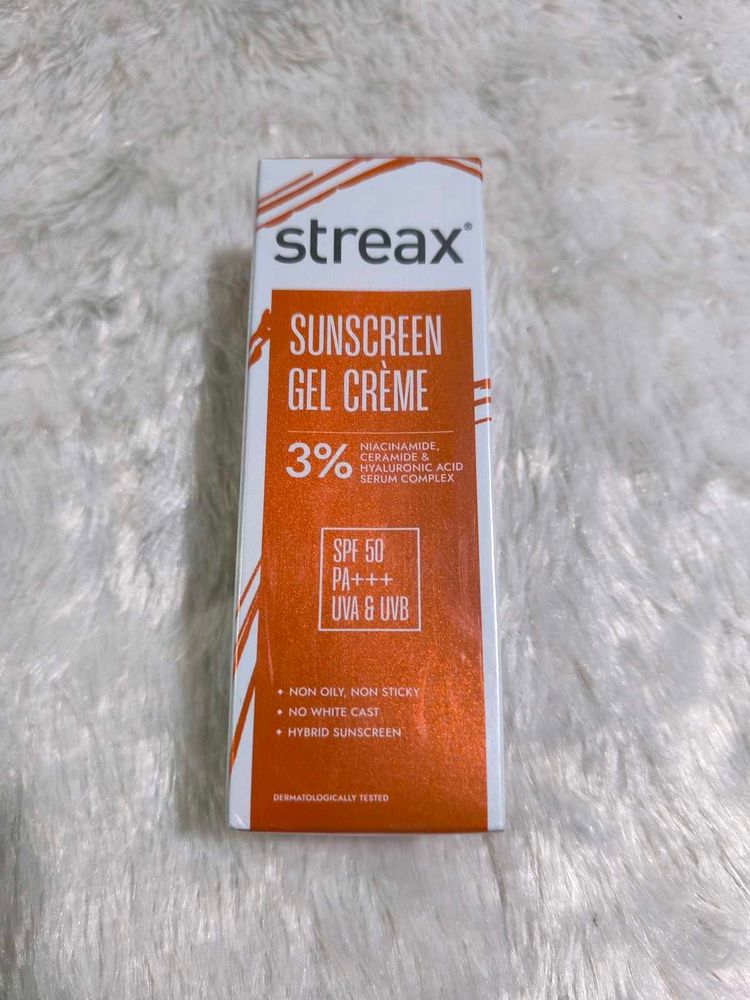 streax®
SUNSCREEN
GEL CRÈME
3%
NIACINAMIDE,
CERAMIDE &
HYALURONIC ACID
SERUM COMPLEX
SPF 50
PA+++
UVA & UVB
NON OILY, NON STICKY
NO WHITE CAST
HYBRID SUNSCREEN
DERMATOLOGICALLY TESTED